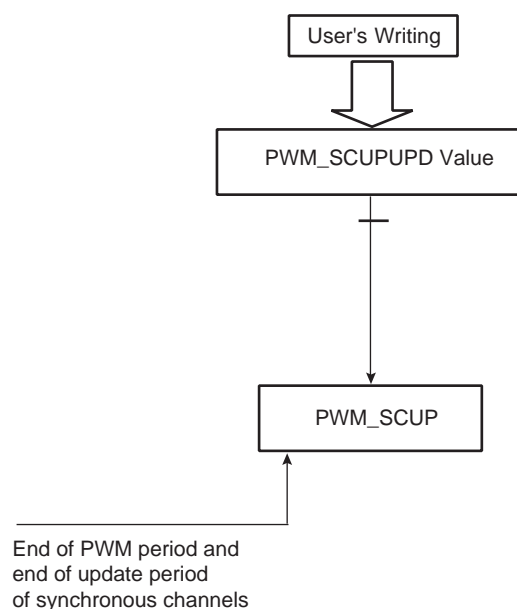 User's Writing
PWM_SCUPUPD Value
PWM_SCUP
End of PWM period and
end of update period
of synchronous channels